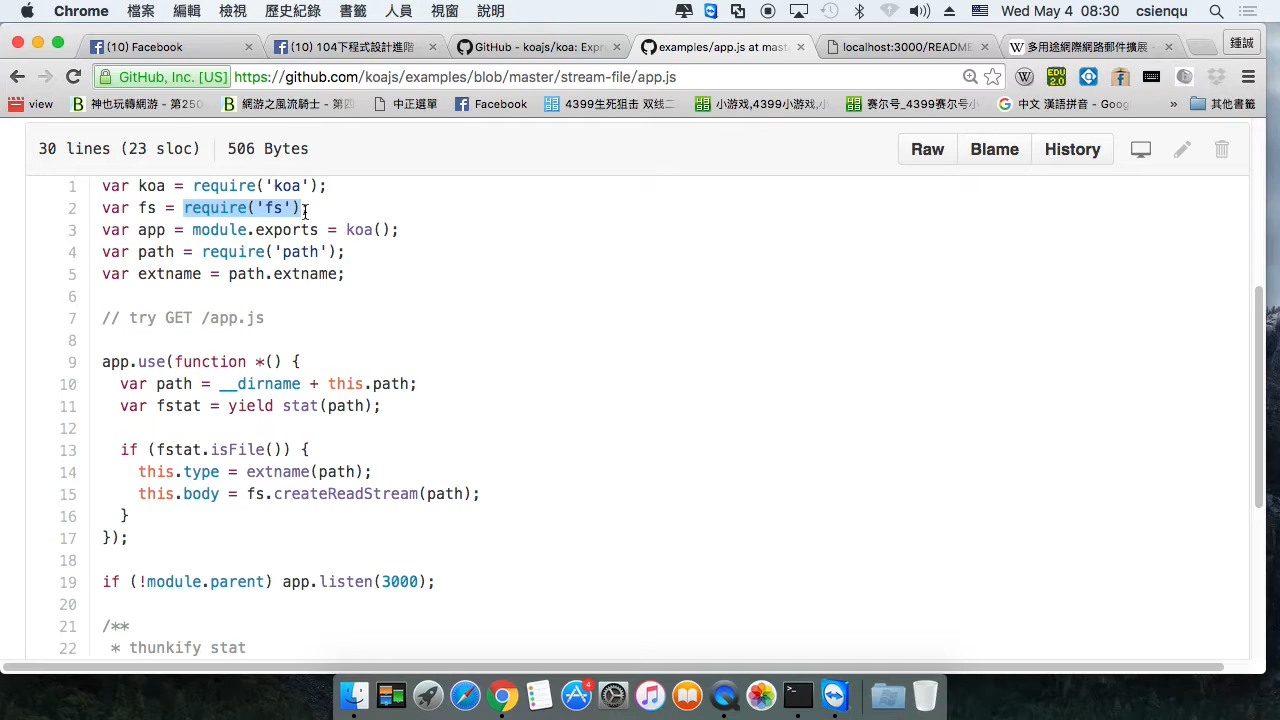 Chrome 檔案 編輯 檢視 歷史紀錄 書籤 人員 視窗 說明 Wed May 4 08:30 csienqu
(10) Facebook × (10) 104下程式設計進階 × GitHub - koajs/koa: Expr × examples/app.js at mast × localhost:3000/README × 多用途網際網路郵件擴展 × 鍾誠
GitHub, Inc. [US] https://github.com/koajs/examples/blob/master/stream-file/app.js
view 神也玩轉網游 - 第250 網游之風流騎士 - 第四 中正選單 Facebook 4399生死狙击 双线二 小游戏,4399小游戏,小 赛尔号_4399赛尔号小 中文 漢語拼音 - Goog » 其他書籤
30 lines (23 sloc) 506 Bytes Raw Blame History
1 var koa = require('koa');
2 var fs = require('fs');
3 var app = module.exports = koa();
4 var path = require('path');
5 var extname = path.extname;
6
7 // try GET /app.js
8
9 app.use(function *() {
10 var path = __dirname + this.path;
11 var fstat = yield stat(path);
12
13 if (fstat.isFile()) {
14 this.type = extname(path);
15 this.body = fs.createReadStream(path);
16 }
17 });
18
19 if (!module.parent) app.listen(3000);
20
21 /**
22 * thunkify stat
4